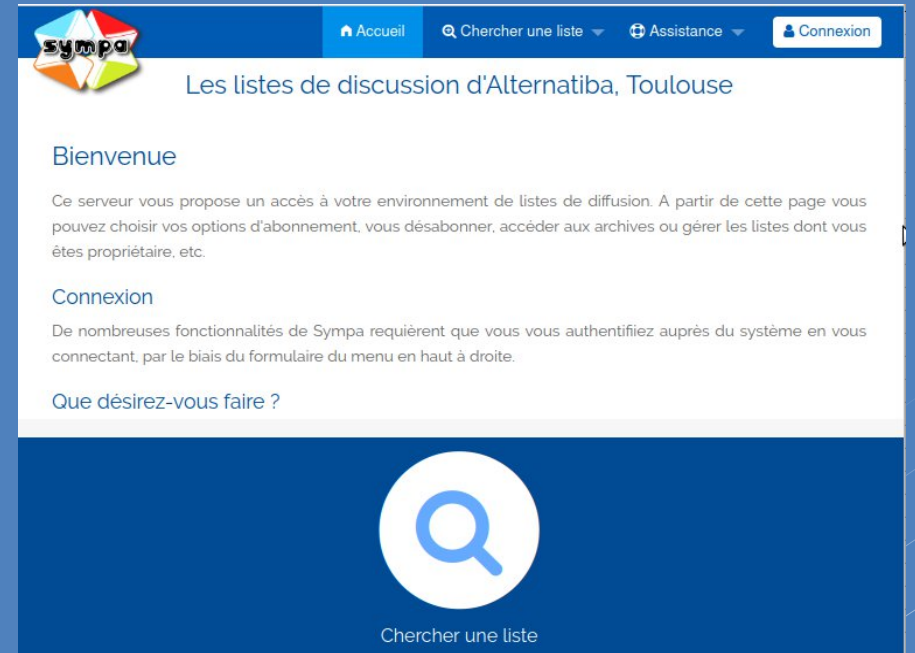 sympa
Accueil
Chercher une liste
Assistance
Connexion
Les listes de discussion d'Alternatiba, Toulouse
Bienvenue
Ce serveur vous propose un accès à votre environnement de listes de diffusion. A partir de cette page vous
pouvez choisir vos options d'abonnement, vous désabonner, accéder aux archives ou gérer les listes dont vous
êtes propriétaire, etc.
Connexion
De nombreuses fonctionnalités de Sympa requièrent que vous vous authentifiiez auprès du système en vous
connectant, par le biais du formulaire du menu en haut à droite.
Que désirez-vous faire ?
Chercher une liste